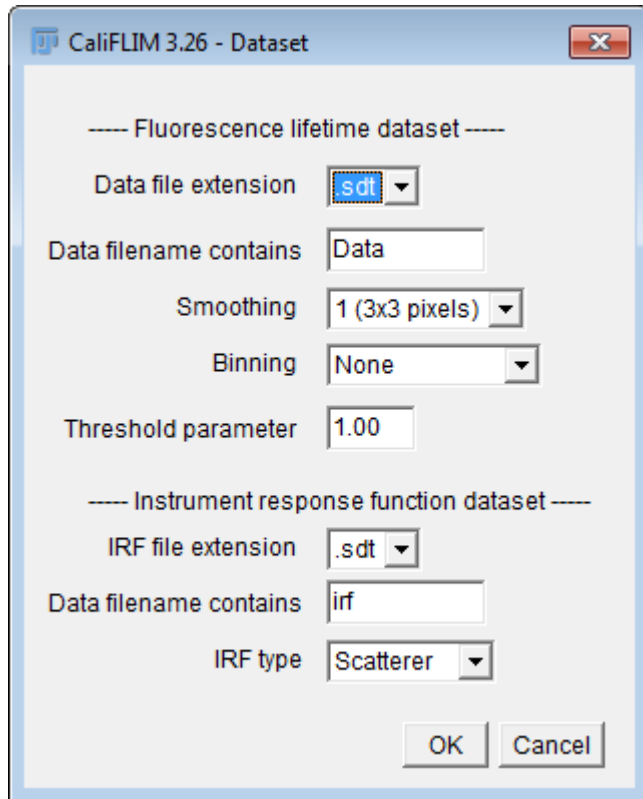 CaliFLIM 3.26 - Dataset
----- Fluorescence lifetime dataset -----
Data file extension .sdt
Data filename contains Data
Smoothing 1 (3x3 pixels)
Binning None
Threshold parameter 1.00
----- Instrument response function dataset -----
IRF file extension .sdt
Data filename contains irf
IRF type Scatterer
OK Cancel